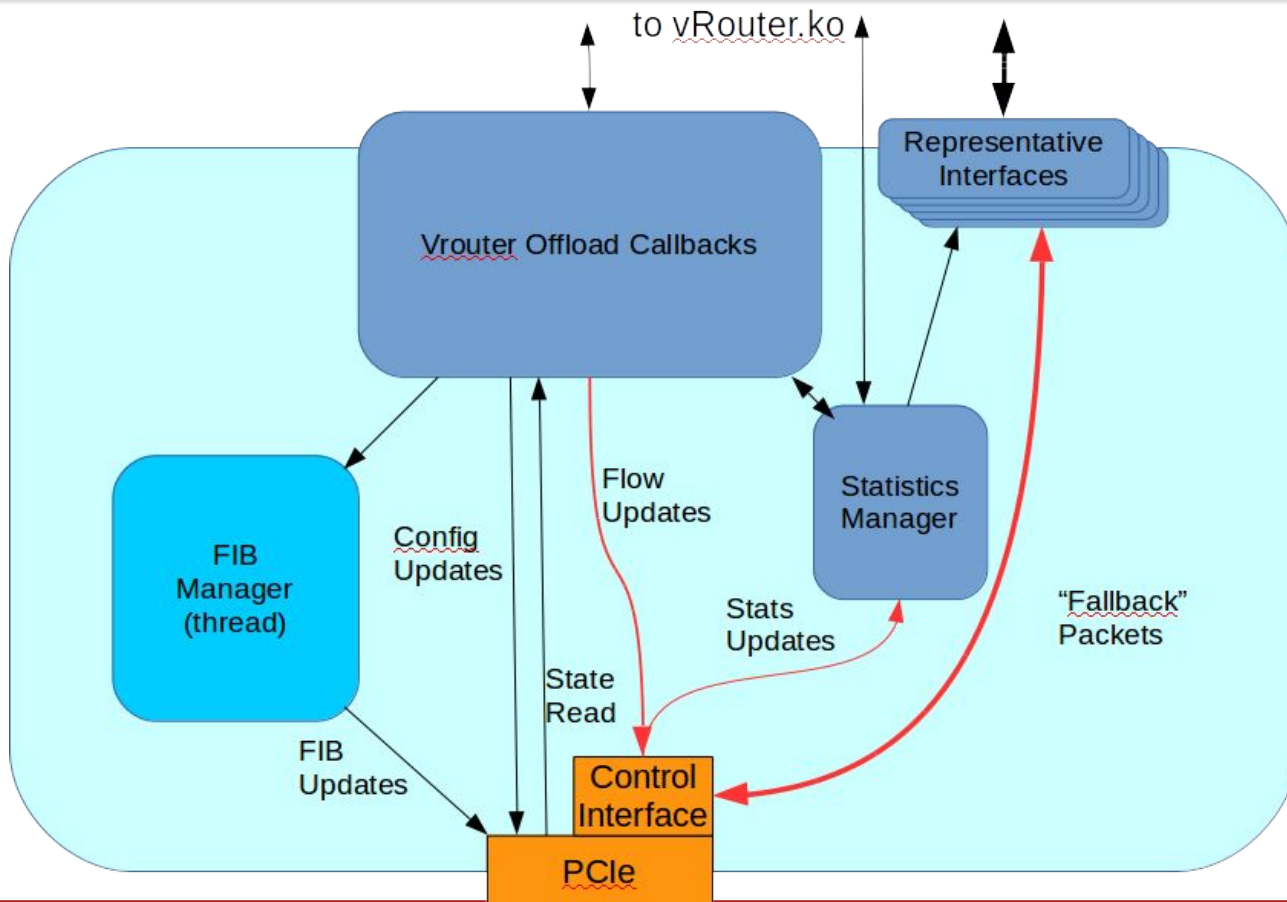 to vRouter.ko
Representative
Interfaces
Vrouter Offload Callbacks
Flow
Updates
Statistics
Manager
Config
Updates
FIB
Manager
(thread)
Stats
Updates
“Fallback”
Packets
State
Read
FIB
Updates
Control
Interface
PCIe